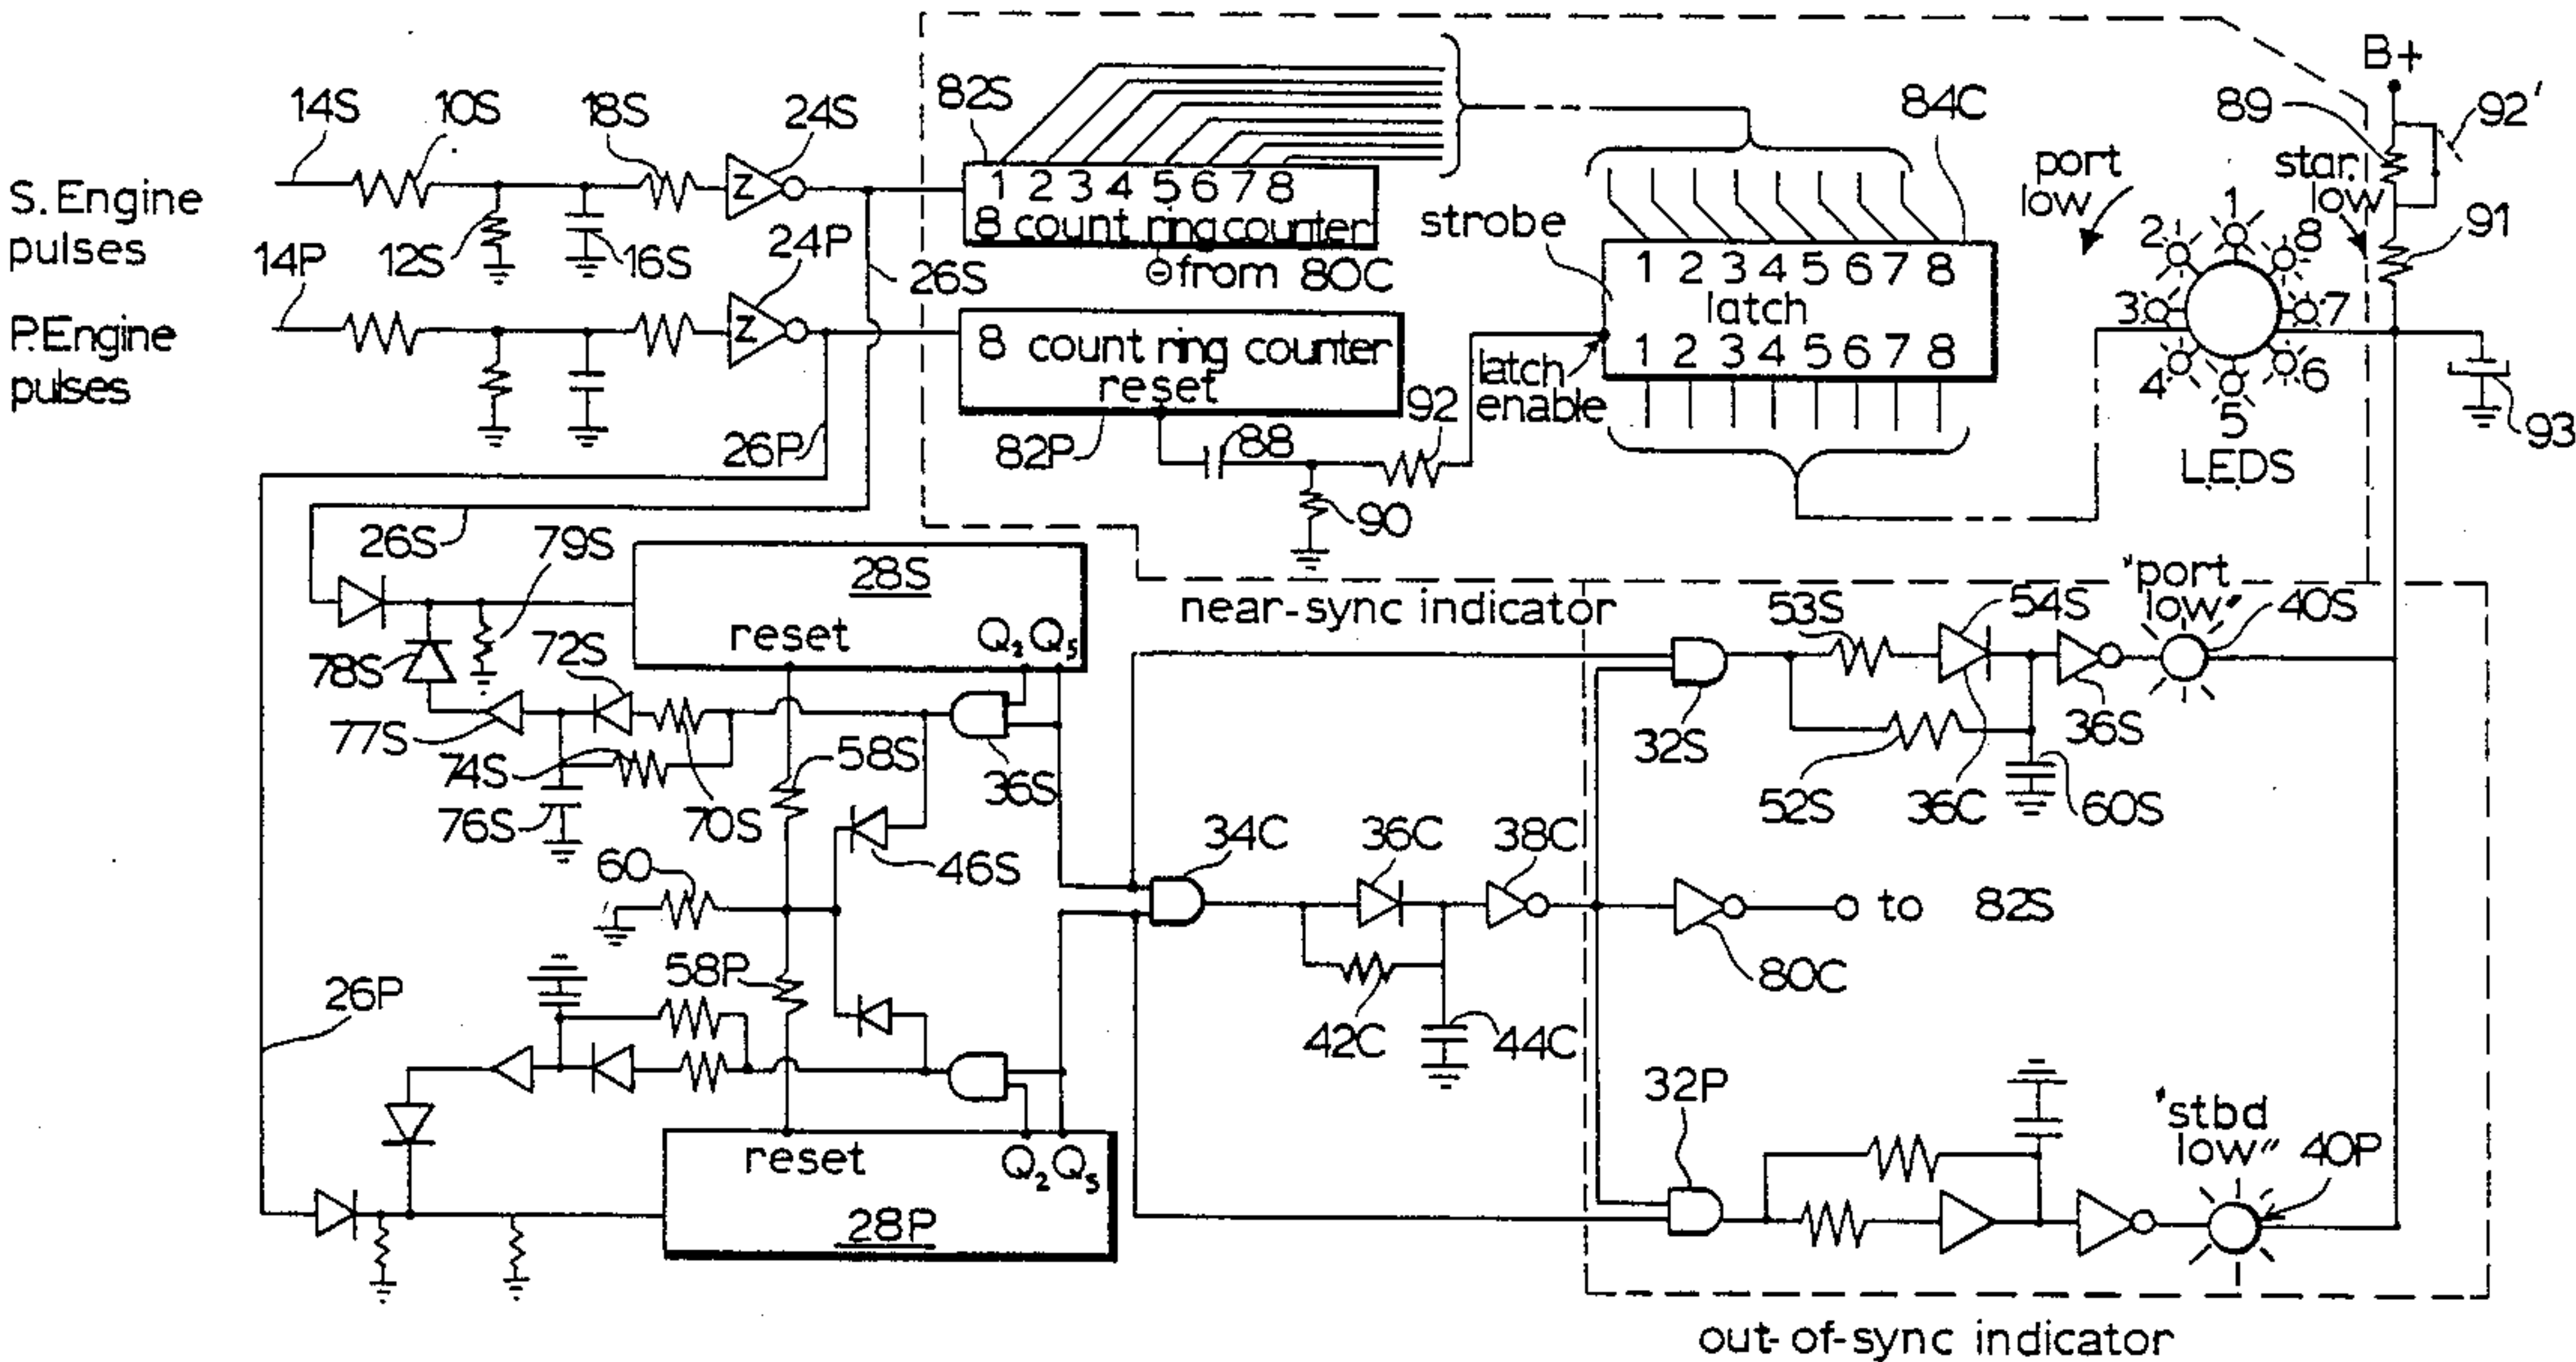 B+
14S
10S
18S
24S
82S
84C
89
92'
S. Engine
pulses
12S
16S
24P
1 2 3 4 5 6 7 8
8 count ring counter
from 80C
26S
strobe
port
low
star.
low
91
14P
P. Engine
pulses
8 count ring counter
reset
82P
26P
88
92
90
latch
enable
1 2 3 4 5 6 7 8
latch
1 2 3 4 5 6 7 8
1
2
3
4
5
6
7
8
LEDS
93
26S
79S
28S
reset
Q2 Q5
near-sync indicator
"port
low"
40S
53S
54S
78S
72S
77S
74S
76S
70S
58S
36S
46S
32S
52S
36C
36S
60S
60
34C
36C
38C
to 82S
80C
26P
58P
42C
44C
32P
"stbd
low"
40P
reset
Q2 Q5
28P
out-of-sync indicator